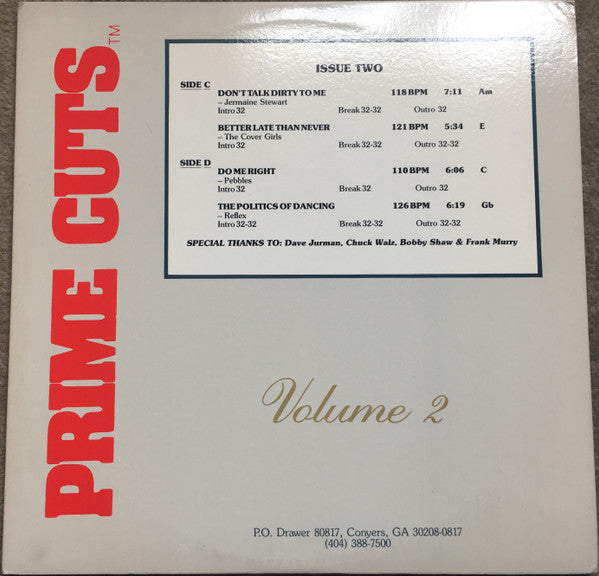 PRIME CUTS™
ISSUE TWO
SIDE C
DON'T TALK DIRTY TO ME 118 BPM 7:11 Am
– Jermaine Stewart
Intro 32 Break 32-32 Outro 32
BETTER LATE THAN NEVER 121 BPM 5:34 E
– The Cover Girls
Intro 32 Break 32-32 Outro 32-32
SIDE D
DO ME RIGHT 110 BPM 6:06 C
– Pebbles
Intro 32 Break 32 Outro 32
THE POLITICS OF DANCING 126 BPM 6:19 Gb
– Reflex
Intro 32-32 Break 32-32 Outro 32-32
SPECIAL THANKS TO: Dave Jurman, Chuck Walz, Bobby Shaw & Frank Murry
Volume 2
P.O. Drawer 80817, Conyers, GA 30208-0817
(404) 388-7500